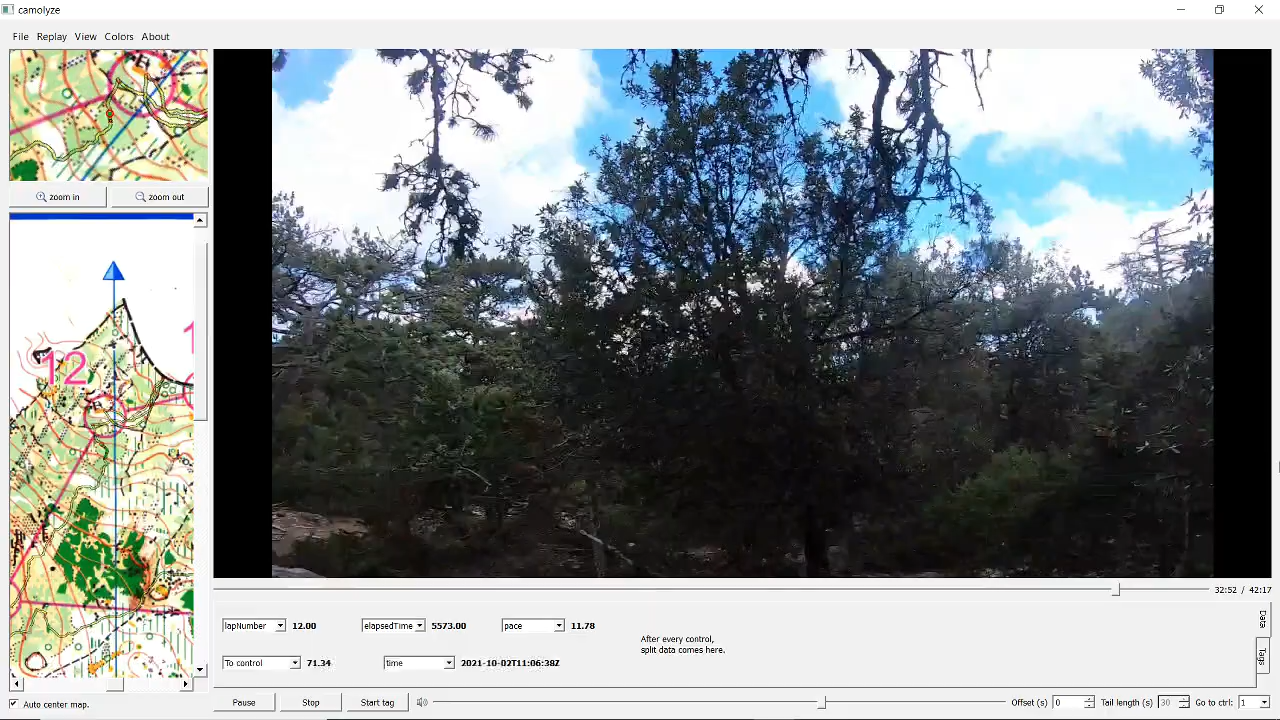 camolyze
File Replay View Colors About
zoom in zoom out
12
32:52 / 42:17
lapNumber 12.00 elapsedTime 5573.00 pace 11.78
After every control,
split data comes here.
To control 71.34 time 2021-10-02T11:06:38Z
Data
Tags
Auto center map.
Pause Stop Start tag Offset (s) 0 Tail length (s) 30 Go to ctrl: 1